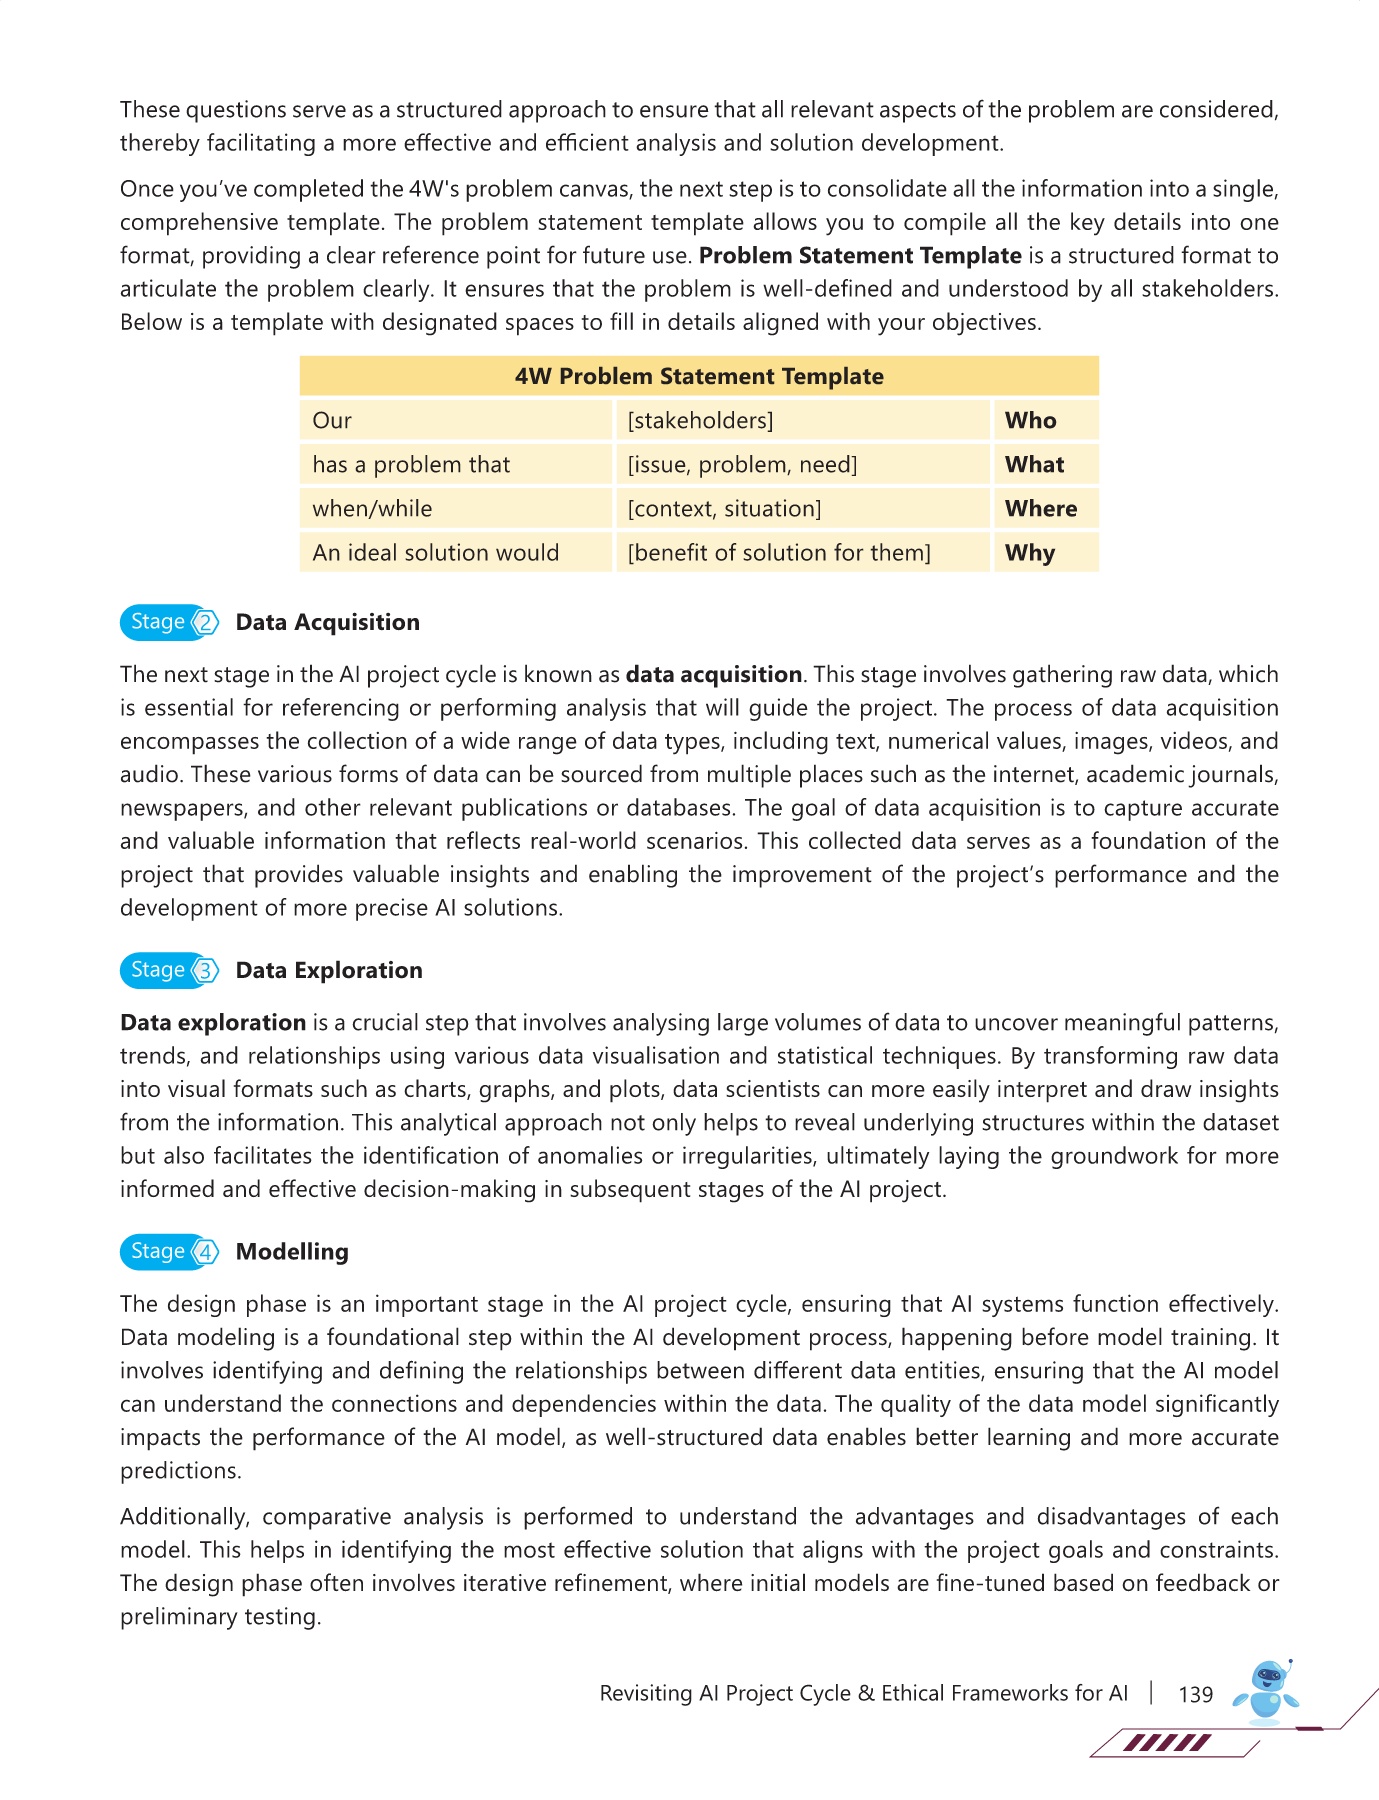 These questions serve as a structured approach to ensure that all relevant aspects of the problem are considered,
thereby facilitating a more effective and efficient analysis and solution development.
Once you’ve completed the 4W's problem canvas, the next step is to consolidate all the information into a single,
comprehensive template. The problem statement template allows you to compile all the key details into one
format, providing a clear reference point for future use. Problem Statement Template is a structured format to
articulate the problem clearly. It ensures that the problem is well-defined and understood by all stakeholders.
Below is a template with designated spaces to fill in details aligned with your objectives.
4W Problem Statement Template
Our [stakeholders] Who
has a problem that [issue, problem, need] What
when/while [context, situation] Where
An ideal solution would [benefit of solution for them] Why
Stage 2 Data Acquisition
The next stage in the AI project cycle is known as data acquisition. This stage involves gathering raw data, which
is essential for referencing or performing analysis that will guide the project. The process of data acquisition
encompasses the collection of a wide range of data types, including text, numerical values, images, videos, and
audio. These various forms of data can be sourced from multiple places such as the internet, academic journals,
newspapers, and other relevant publications or databases. The goal of data acquisition is to capture accurate
and valuable information that reflects real-world scenarios. This collected data serves as a foundation of the
project that provides valuable insights and enabling the improvement of the project’s performance and the
development of more precise AI solutions.
Stage 3 Data Exploration
Data exploration is a crucial step that involves analysing large volumes of data to uncover meaningful patterns,
trends, and relationships using various data visualisation and statistical techniques. By transforming raw data
into visual formats such as charts, graphs, and plots, data scientists can more easily interpret and draw insights
from the information. This analytical approach not only helps to reveal underlying structures within the dataset
but also facilitates the identification of anomalies or irregularities, ultimately laying the groundwork for more
informed and effective decision-making in subsequent stages of the AI project.
Stage 4 Modelling
The design phase is an important stage in the AI project cycle, ensuring that AI systems function effectively.
Data modeling is a foundational step within the AI development process, happening before model training. It
involves identifying and defining the relationships between different data entities, ensuring that the AI model
can understand the connections and dependencies within the data. The quality of the data model significantly
impacts the performance of the AI model, as well-structured data enables better learning and more accurate
predictions.
Additionally, comparative analysis is performed to understand the advantages and disadvantages of each
model. This helps in identifying the most effective solution that aligns with the project goals and constraints.
The design phase often involves iterative refinement, where initial models are fine-tuned based on feedback or
preliminary testing.
Revisiting AI Project Cycle & Ethical Frameworks for AI | 139